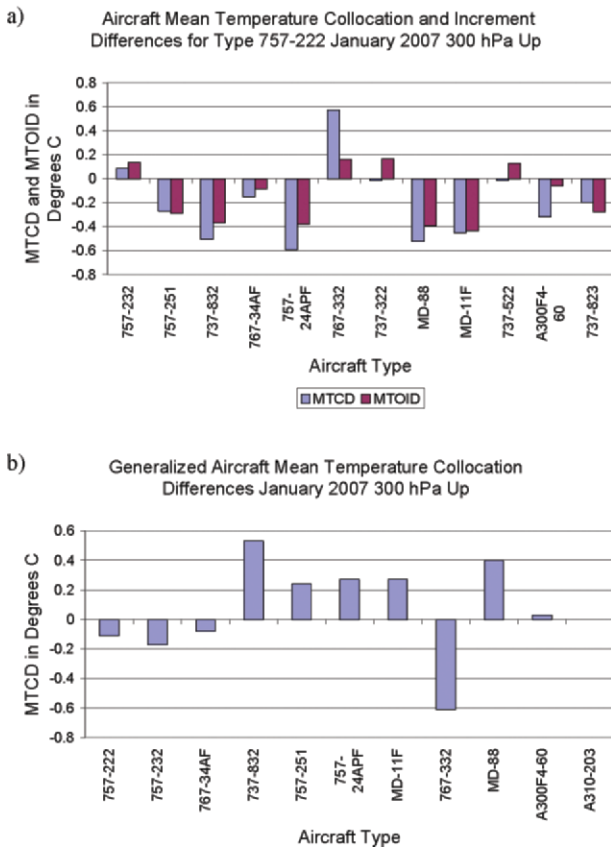 a)
Aircraft Mean Temperature Collocation and Increment
Differences for Type 757-222 January 2007 300 hPa Up
MTCD and MTOID in
Degrees C
0.8
0.6
0.4
0.2
0
-0.2
-0.4
-0.6
-0.8
757-232
757-251
737-832
767-34AF
757-
24APF
767-332
737-322
MD-88
MD-11F
737-522
A300F4-
60
737-823
Aircraft Type
MTCD MTOID
b)
Generalized Aircraft Mean Temperature Collocation
Differences January 2007 300 hPa Up
MTCD in Degrees C
0.6
0.4
0.2
0
-0.2
-0.4
-0.6
-0.8
757-222
757-232
767-34AF
737-832
757-251
757-
24APF
MD-11F
767-332
MD-88
A300F4-60
A310-203
Aircraft Type